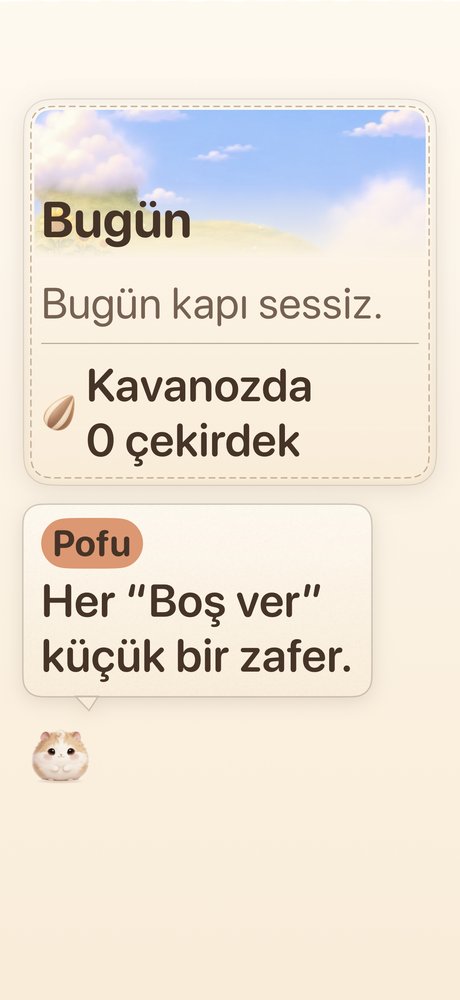 Bugün
Bugün kapı sessiz.
Kavanozda
0 çekirdek
Pofu
Her “Boş ver”
küçük bir zafer.